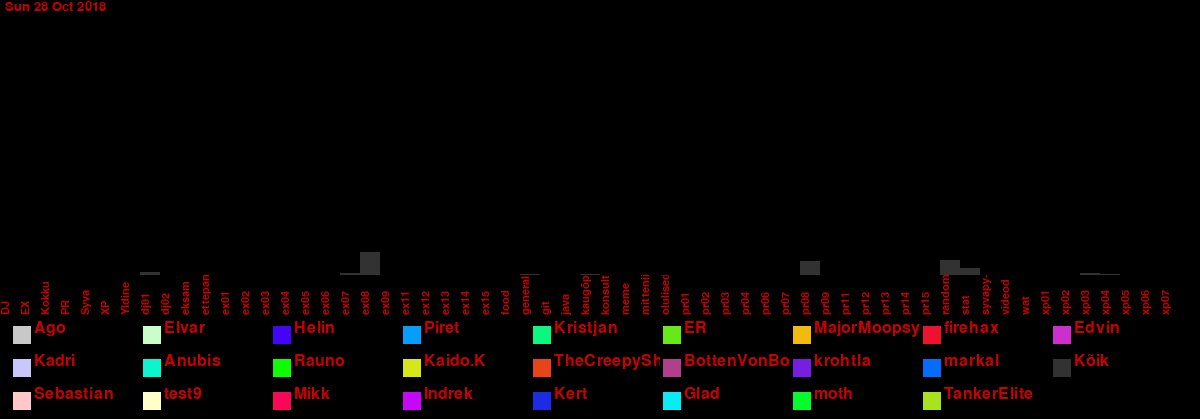 Sun 28 Oct 2018
DJ
EX
Kokku
PR
Syva
XP
Yldine
dj01
dj02
eksam
ettepan
ex01
ex02
ex03
ex04
ex05
ex06
ex07
ex08
ex09
ex11
ex12
ex13
ex14
ex15
food
general
git
java
kaugõp
konsult
meme
mitteni
olulised
pr01
pr02
pr03
pr04
pr06
pr07
pr08
pr09
pr11
pr12
pr13
pr14
pr15
random
stat
syvapy-
videod
wat
xp01
xp02
xp03
xp04
xp05
xp06
xp07
Ago Elvar Helin Piret Kristjan ER MajorMoopsy firehax Edvin
Kadri Anubis Rauno Kaido.K TheCreepySh BottenVonBo krohtla markal Kõik
Sebastian test9 Mikk Indrek Kert Glad moth TankerElite